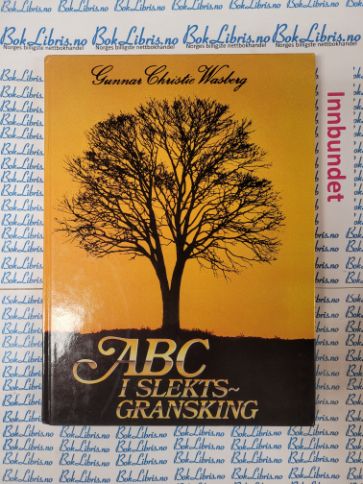 BokLibris.no
Norges billigste nettbokhandel
Gunnar Christie Wasberg
Innbundet
ABC
I SLEKTS~
GRANSKING